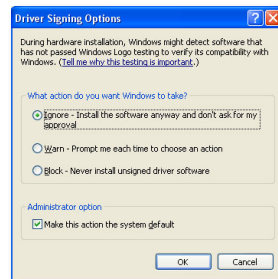 Driver Signing Options
During hardware installation, Windows might detect software that
has not passed Windows Logo testing to verify its compatibility with
Windows. (Tell me why this testing is important.)
What action do you want Windows to take?
Ignore - Install the software anyway and don't ask for my
approval
Warn - Prompt me each time to choose an action
Block - Never install unsigned driver software
Administrator option
Make this action the system default
OK Cancel